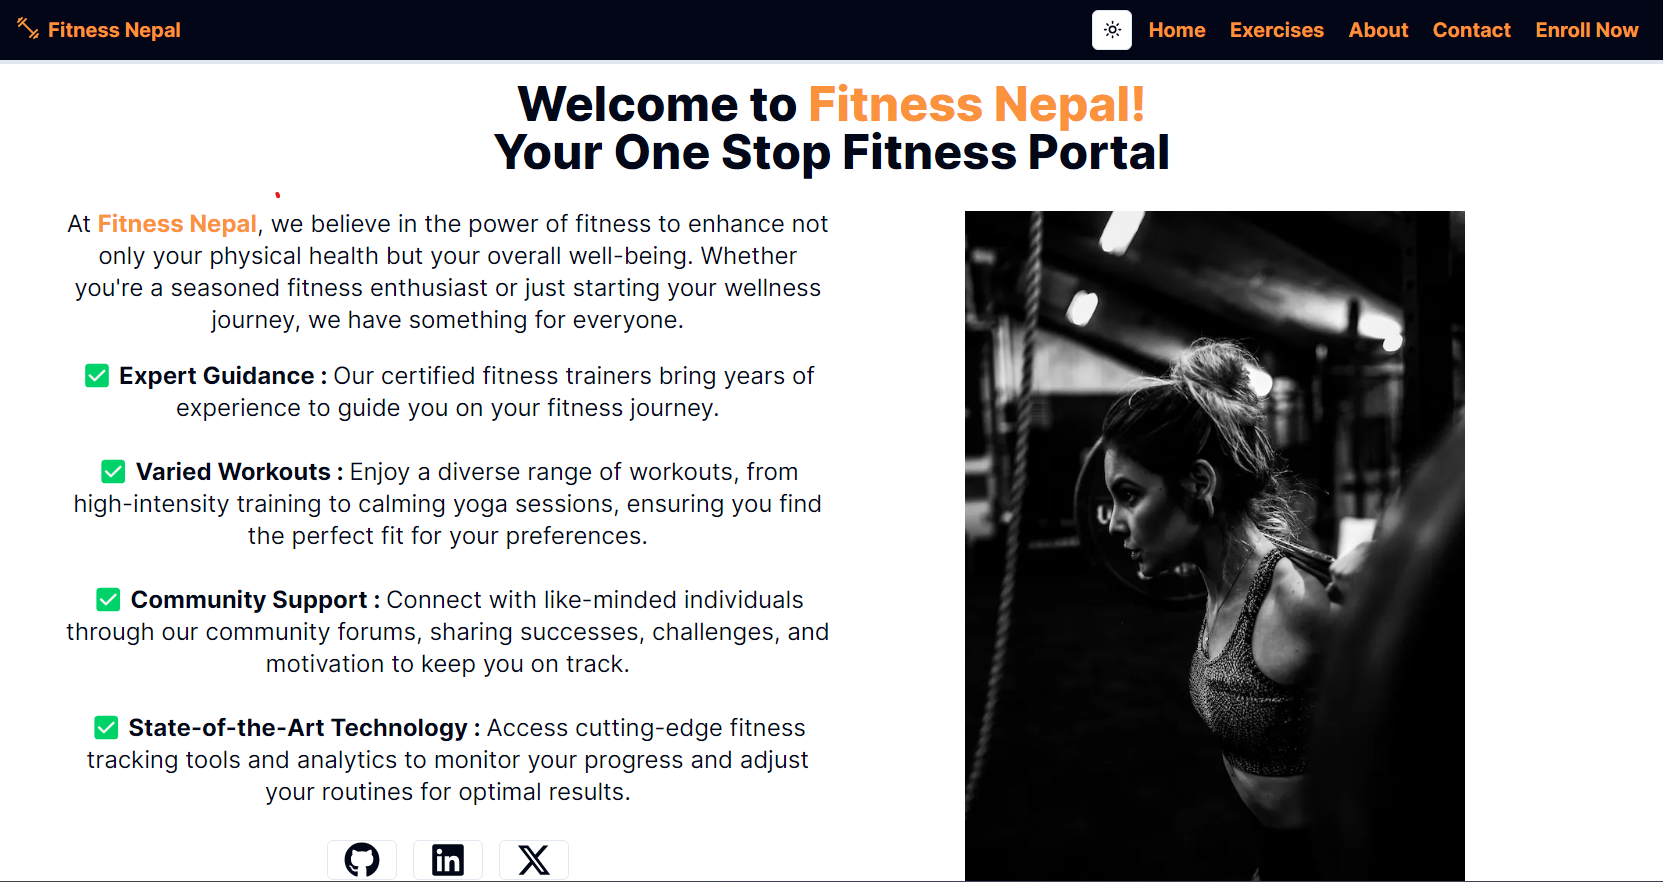 Fitness Nepal
Home Exercises About Contact Enroll Now
Welcome to Fitness Nepal!
Your One Stop Fitness Portal
At Fitness Nepal, we believe in the power of fitness to enhance not
only your physical health but your overall well-being. Whether
you're a seasoned fitness enthusiast or just starting your wellness
journey, we have something for everyone.
✅ Expert Guidance : Our certified fitness trainers bring years of
experience to guide you on your fitness journey.
✅ Varied Workouts : Enjoy a diverse range of workouts, from
high-intensity training to calming yoga sessions, ensuring you find
the perfect fit for your preferences.
✅ Community Support : Connect with like-minded individuals
through our community forums, sharing successes, challenges, and
motivation to keep you on track.
✅ State-of-the-Art Technology : Access cutting-edge fitness
tracking tools and analytics to monitor your progress and adjust
your routines for optimal results.
in X